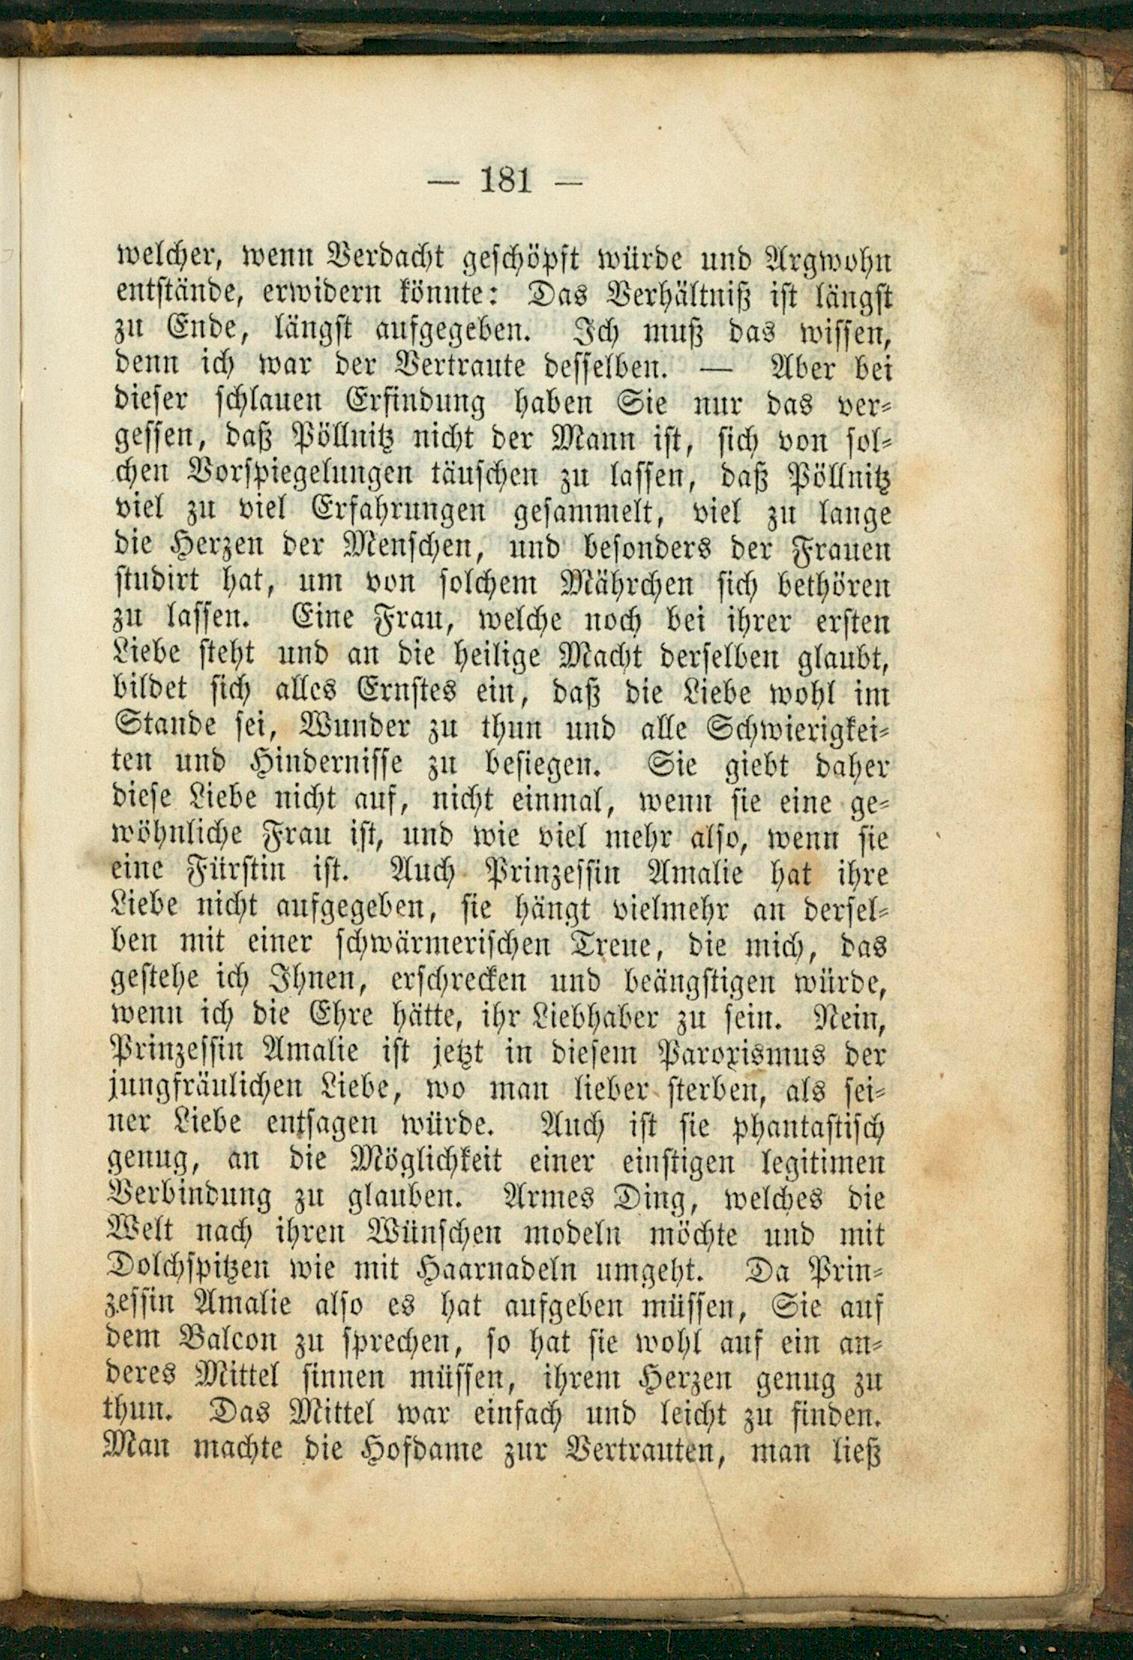 — 181 —
welcher, wenn Verdacht geschöpft würde und Argwohn
entstände, erwidern könnte: Das Verhältniß ist längst
zu Ende, längst aufgegeben. Ich muß das wissen,
denn ich war der Vertraute desselben. — Aber bei
dieser schlauen Erfindung haben Sie nur das ver-
gessen, daß Pöllnitz nicht der Mann ist, sich von sol-
chen Vorspiegelungen täuschen zu lassen, daß Pöllnitz
viel zu viel Erfahrungen gesammelt, viel zu lange
die Herzen der Menschen, und besonders der Frauen
studirt hat, um von solchem Mährchen sich bethören
zu lassen. Eine Frau, welche noch bei ihrer ersten
Liebe steht und an die heilige Macht derselben glaubt,
bildet sich alles Ernstes ein, daß die Liebe wohl im
Stande sei, Wunder zu thun und alle Schwierigkei-
ten und Hindernisse zu besiegen. Sie giebt daher
diese Liebe nicht auf, nicht einmal, wenn sie eine ge-
wöhnliche Frau ist, und wie viel mehr also, wenn sie
eine Fürstin ist. Auch Prinzessin Amalie hat ihre
Liebe nicht aufgegeben, sie hängt vielmehr an dersel-
ben mit einer schwärmerischen Treue, die mich, das
gestehe ich Ihnen, erschrecken und beängstigen würde,
wenn ich die Ehre hätte, ihr Liebhaber zu sein. Nein,
Prinzessin Amalie ist jetzt in diesem Paroxismus der
jungfräulichen Liebe, wo man lieber sterben, als sei-
ner Liebe entsagen würde. Auch ist sie phantastisch
genug, an die Möglichkeit einer einstigen legitimen
Verbindung zu glauben. Armes Ding, welches die
Welt nach ihren Wünschen modeln möchte und mit
Dolchspitzen wie mit Haarnadeln umgeht. Da Prin-
zessin Amalie also es hat aufgeben müssen, Sie auf
dem Balcon zu sprechen, so hat sie wohl auf ein an-
deres Mittel sinnen müssen, ihrem Herzen genug zu
thun. Das Mittel war einfach und leicht zu finden.
Man machte die Hofdame zur Vertrauten, man ließ